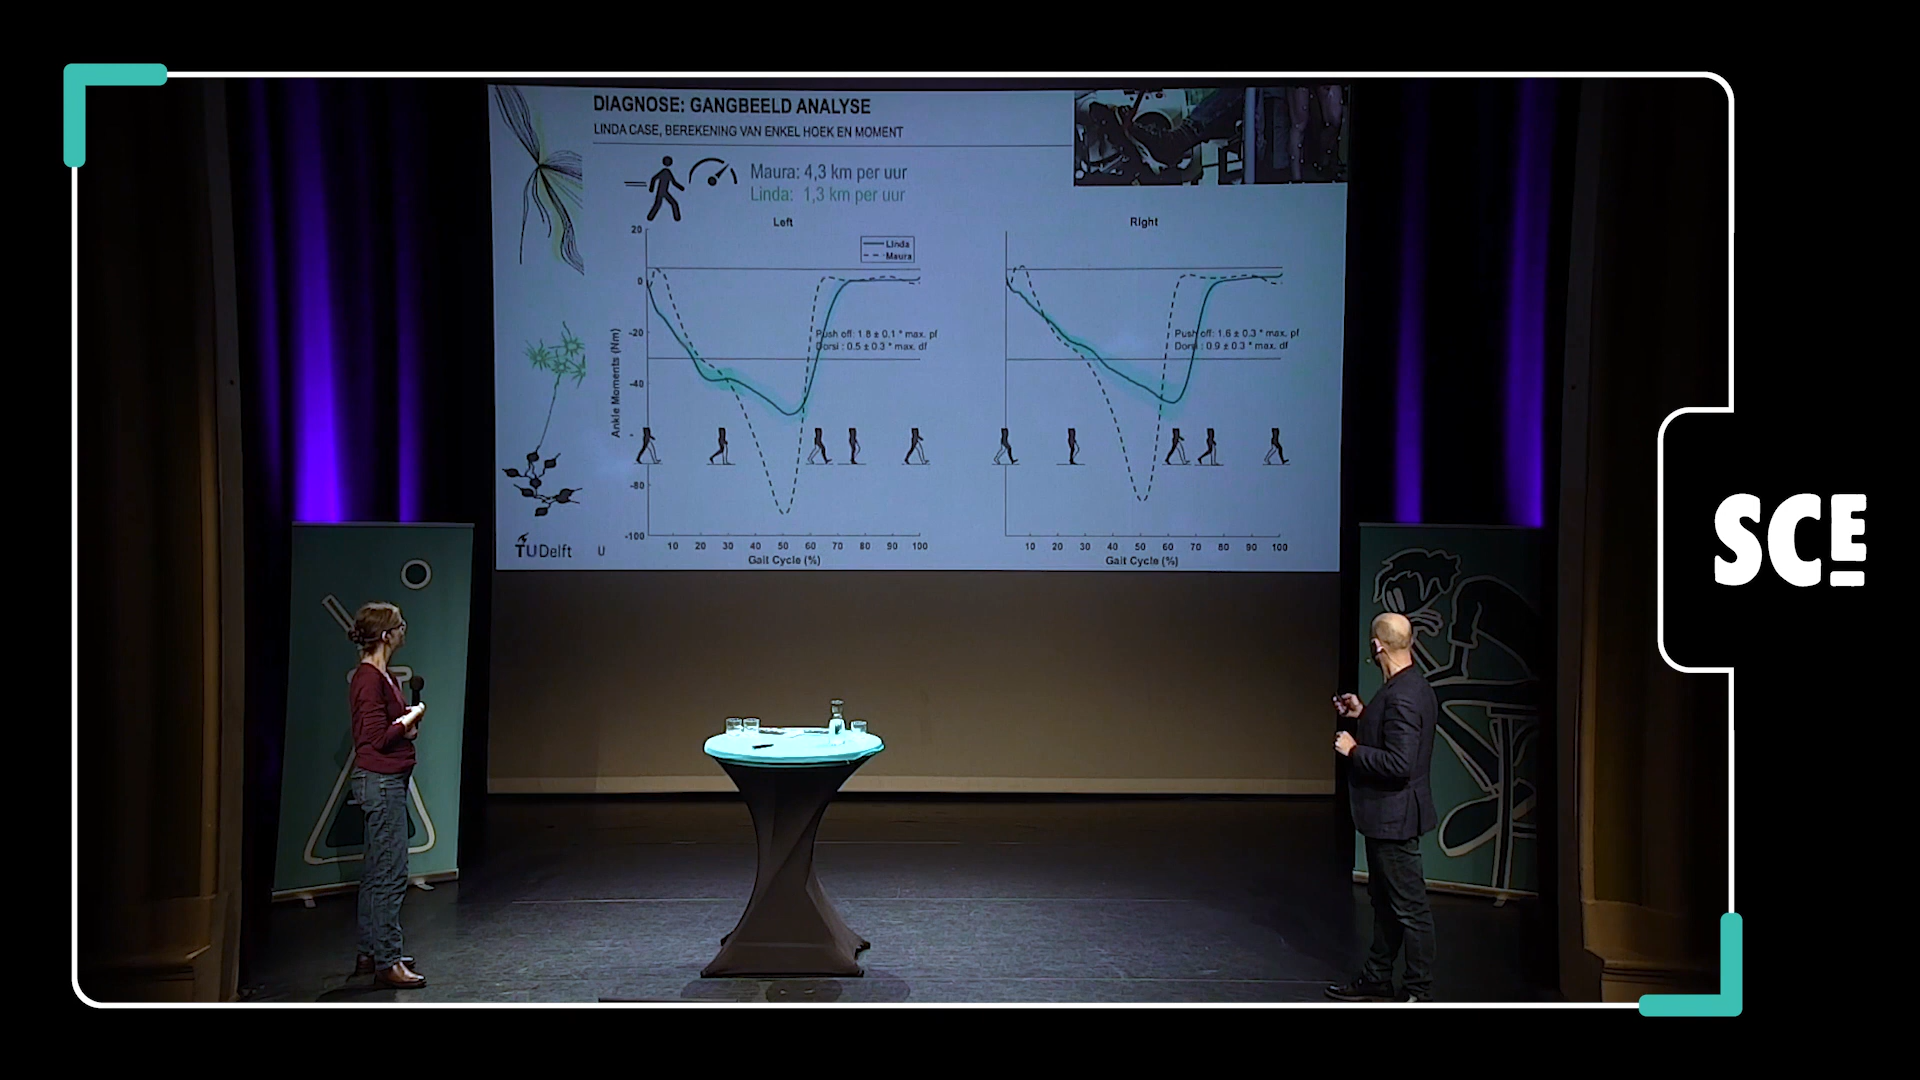 DIAGNOSE: GANGBEELD ANALYSE
LINDA CASE, BEREKENING VAN ENKEL HOEK EN MOMENT
Maura: 4,3 km per uur
Linda: 1,3 km per uur
Left
Right
Linda
Maura
20
0
-20
-40
-80
-100
Ankle Moments (Nm)
Push off: 1.8 ± 0.1 * max. pf
Dorsi : 0.5 ± 0.3 * max. df
Push off: 1.6 ± 0.3 * max. pf
Dorsi : 0.9 ± 0.3 * max. df
10 20 30 40 50 60 70 80 90 100
10 20 30 40 50 60 70 80 90 100
Gait Cycle (%)
Gait Cycle (%)
TU Delft
U
SCE